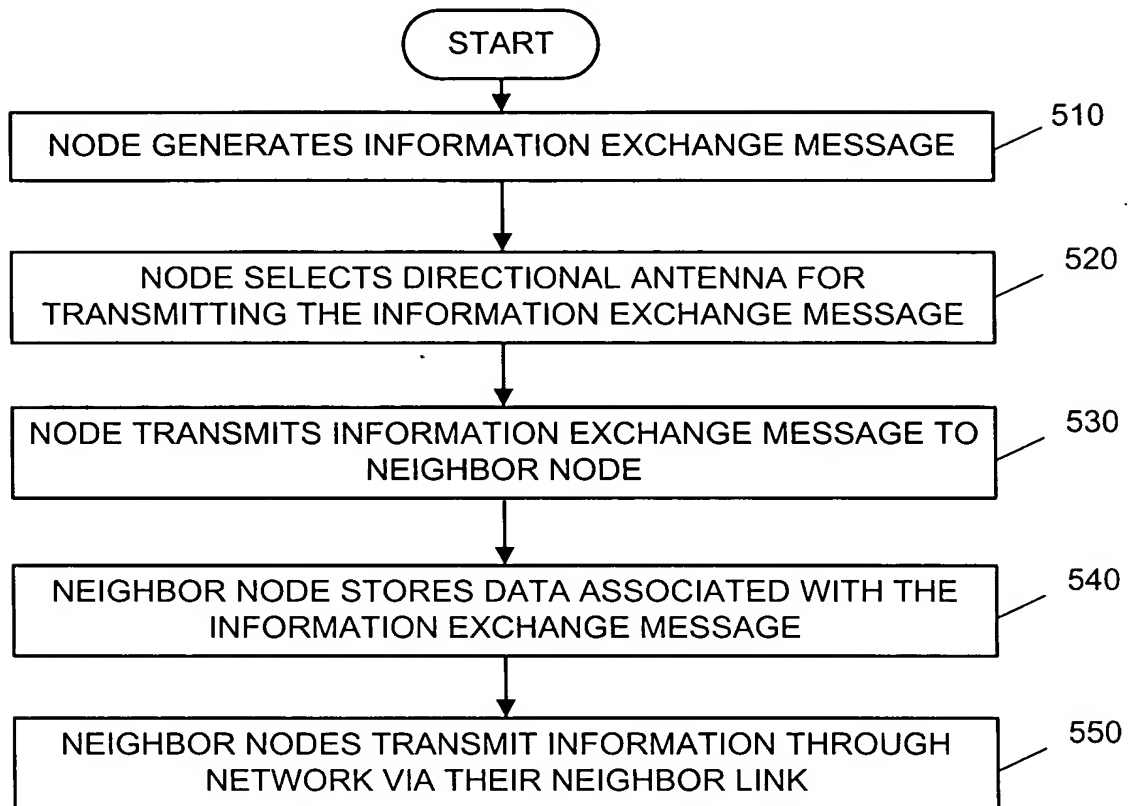 START
NODE GENERATES INFORMATION EXCHANGE MESSAGE
510
NODE SELECTS DIRECTIONAL ANTENNA FOR
TRANSMITTING THE INFORMATION EXCHANGE MESSAGE
520
NODE TRANSMITS INFORMATION EXCHANGE MESSAGE TO
NEIGHBOR NODE
530
NEIGHBOR NODE STORES DATA ASSOCIATED WITH THE
INFORMATION EXCHANGE MESSAGE
540
NEIGHBOR NODES TRANSMIT INFORMATION THROUGH
NETWORK VIA THEIR NEIGHBOR LINK
550